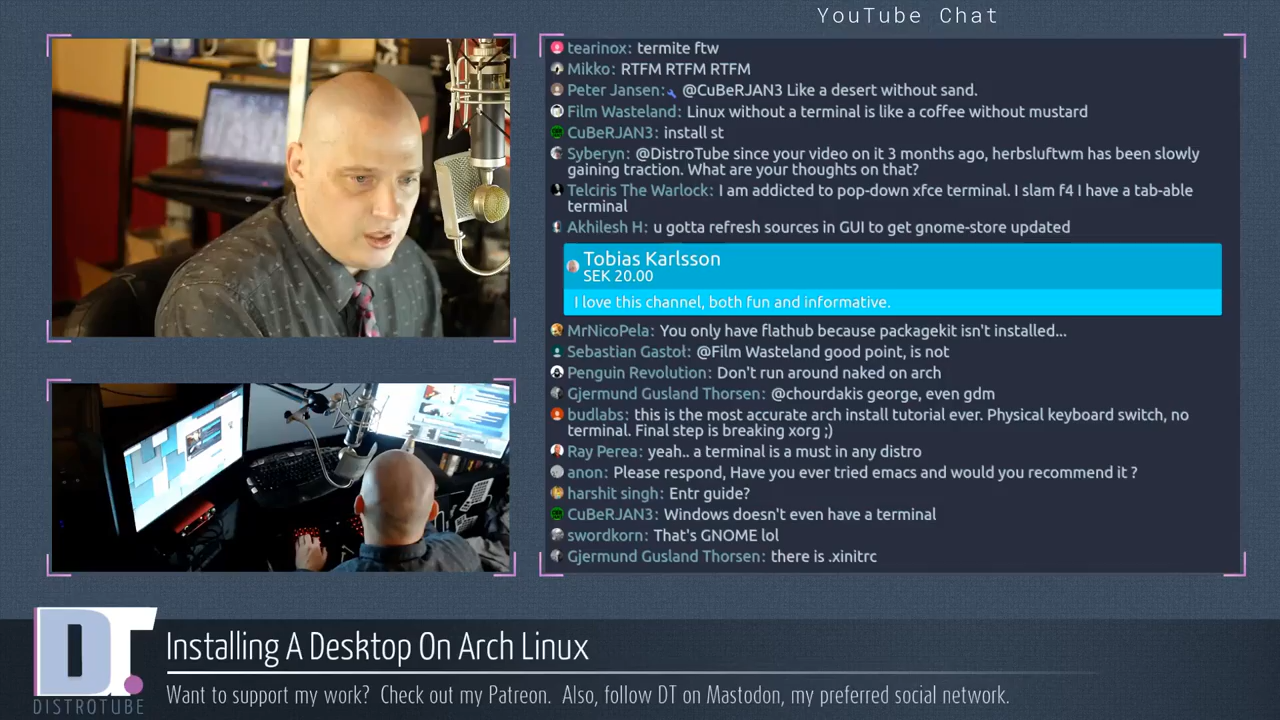 YouTube Chat
tearinox: termite ftw
Mikko: RTFM RTFM RTFM
Peter Jansen: @CuBeRJAN3 Like a desert without sand.
Film Wasteland: Linux without a terminal is like a coffee without mustard
CuBeRJAN3: install st
Syberyn: @DistroTube since your video on it 3 months ago, herbsluftwm has been slowly
gaining traction. What are your thoughts on that?
Telciris The Warlock: I am addicted to pop-down xfce terminal. I slam f4 I have a tab-able
terminal
Akhilesh H: u gotta refresh sources in GUI to get gnome-store updated
Tobias Karlsson
SEK 20.00
I love this channel, both fun and informative.
MrNicoPela: You only have flathub because packagekit isn't installed...
Sebastian Gastoł: @Film Wasteland good point, is not
Penguin Revolution: Don't run around naked on arch
Gjermund Gusland Thorsen: @chourdakis george, even gdm
budlabs: this is the most accurate arch install tutorial ever. Physical keyboard switch, no
terminal. Final step is breaking xorg ;)
Ray Perea: yeah.. a terminal is a must in any distro
anon: Please respond, Have you ever tried emacs and would you recommend it ?
harshit singh: Entr guide?
CuBeRJAN3: Windows doesn't even have a terminal
swordkorn: That's GNOME lol
Gjermund Gusland Thorsen: there is .xinitrc
DT
DISTROTUBE
Installing A Desktop On Arch Linux
Want to support my work? Check out my Patreon. Also, follow DT on Mastodon, my preferred social network.